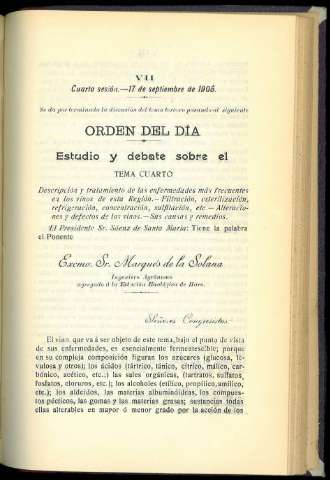 VII
Cuarta sesión.—17 de septiembre de 1908.
Se da por terminada la discusión del tema tercero pasando al siguiente
ORDEN DEL DÍA
Estudio y debate sobre el
TEMA CUARTO
Descripción y tratamiento de las enfermedades más frecuentes
en los vinos de esta Región.—Filtración, esterilización,
refrigeración, concentración, sulfitación, etc.—Alteracio-
nes y defectos de los vinos.—Sus causas y remedios.
El Presidente Sr. Sáenz de Santa María: Tiene la palabra
el Ponente
Excmo. Sr. Marqués de la Solana
Ingeniero Agrónomo
agregado á la Estación Enológica de Haro.
Señores Congresistas:
El vino, que va á ser objeto de este tema, bajo el punto de vista
de sus enfermedades, es esencialmente fermentescible; porque
en su compleja composición figuran los azúcares (glucosa, le-
vulosa y otros); los ácidos (tártrico, tánico, cítrico, málico, car-
bónico, acético, etc.;) las sales orgánicas, (tartratos, sulfatos,
fosfatos, cloruros, etc.); los alcoholes (etílico, propílico, amílico,
etc.); los aldeidos, las materias albuminóideas, los compues-
tos pécticos, las gomas y las materias grasas; sustancias todas
ellas alterables en mayor ó menor grado por la acción de los